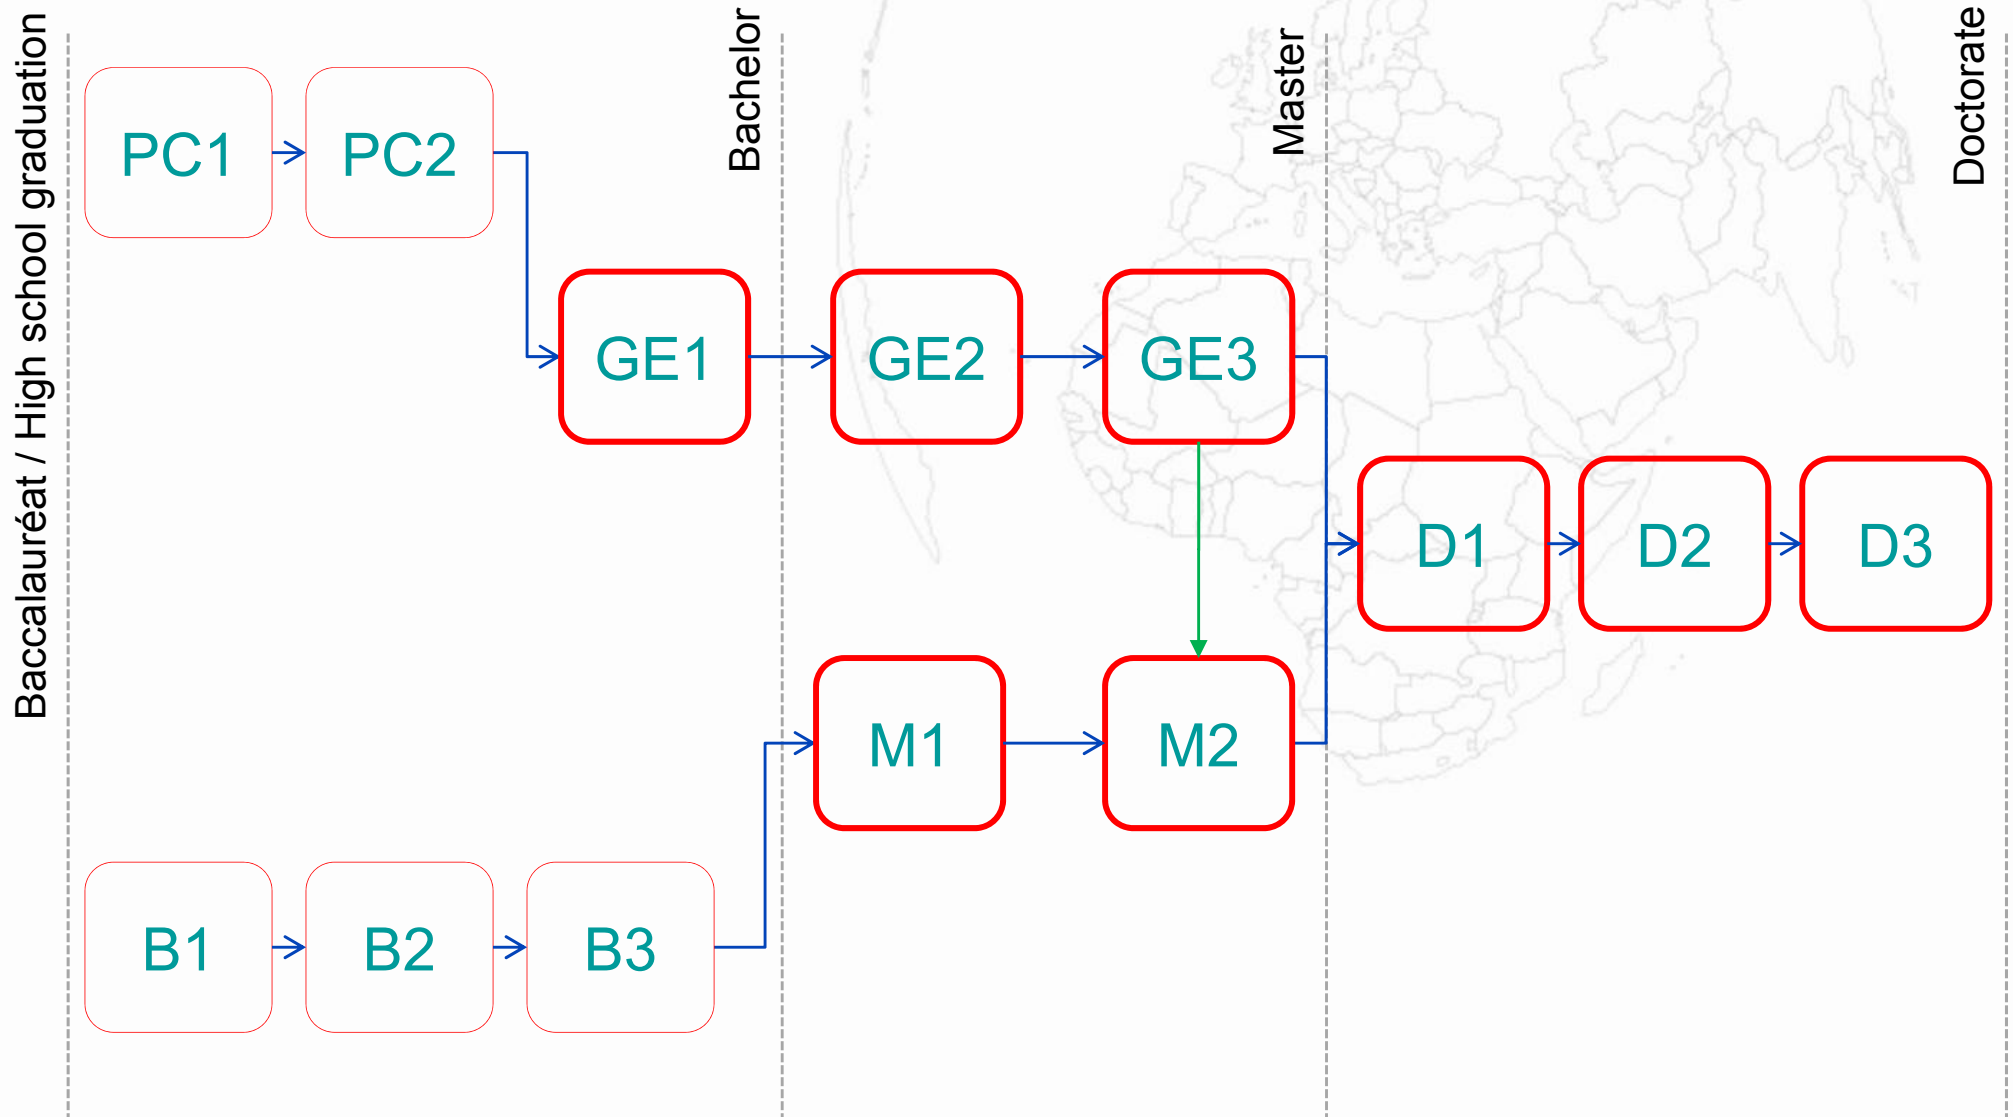 Baccalauréat / High school graduation
Bachelor
Master
Doctorate
PC1
PC2
GE1
GE2
GE3
D1
D2
D3
M1
M2
B1
B2
B3